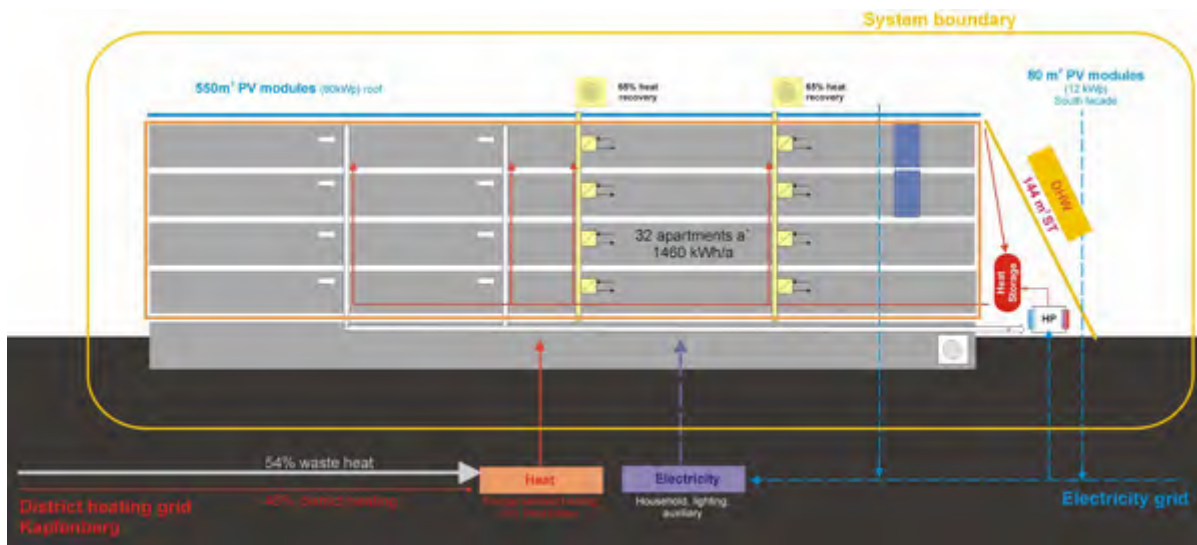 System boundary
550m² PV modules (80kWp) roof
65% heat
recovery
65% heat
recovery
80 m² PV modules
(12 kWp)
South facade
DHW
144 m² ST
32 apartments a`
1460 kWh/a
Heat
Storage
HP
54% waste heat
district heating
Heat
Electricity
Household, lighting,
auxiliary
District heating grid
Kapfenberg
Electricity grid